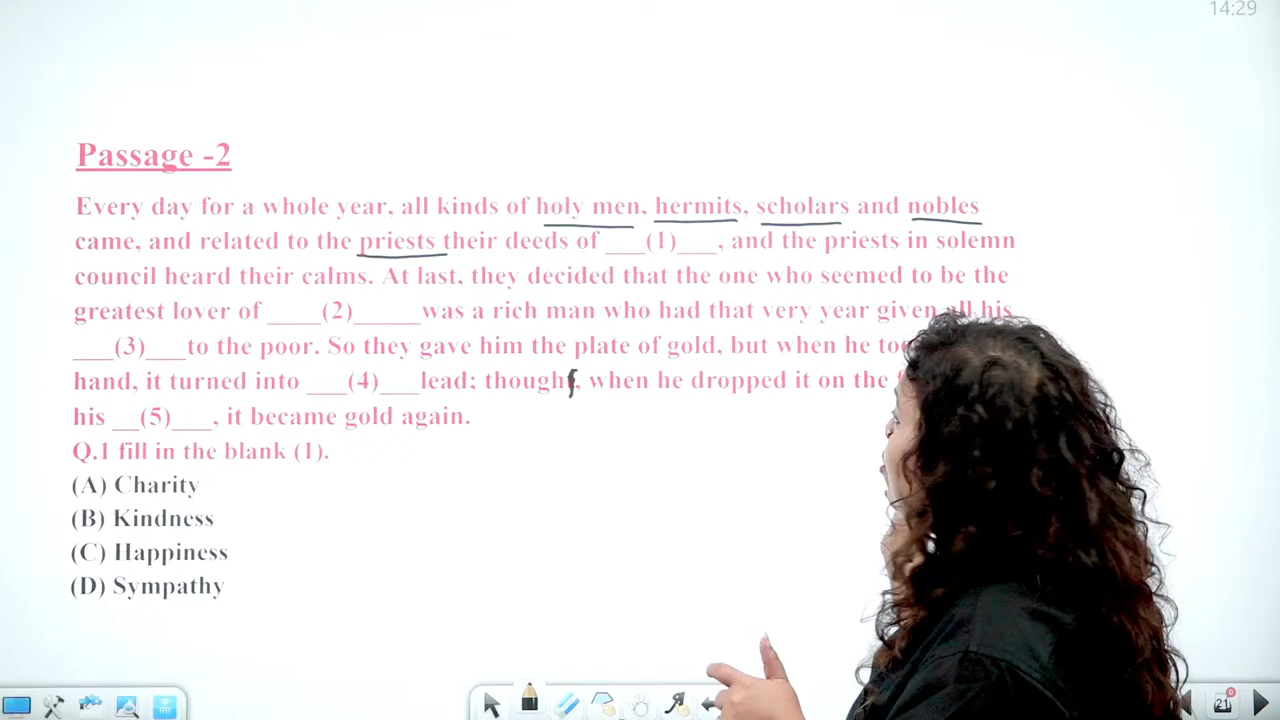 14:29
Passage -2
Every day for a whole year, all kinds of holy men, hermits, scholars and nobles
came, and related to the priests their deeds of ___(1)___, and the priests in solemn
council heard their calms. At last, they decided that the one who seemed to be the
greatest lover of ____(2)_____ was a rich man who had that very year given all his
___(3)___to the poor. So they gave him the plate of gold, but when he
hand, it turned into ___(4)___lead; though, when he dropped it on the
his __(5)___, it became gold again.
Q.1 fill in the blank (1).
(A) Charity
(B) Kindness
(C) Happiness
(D) Sympathy
21